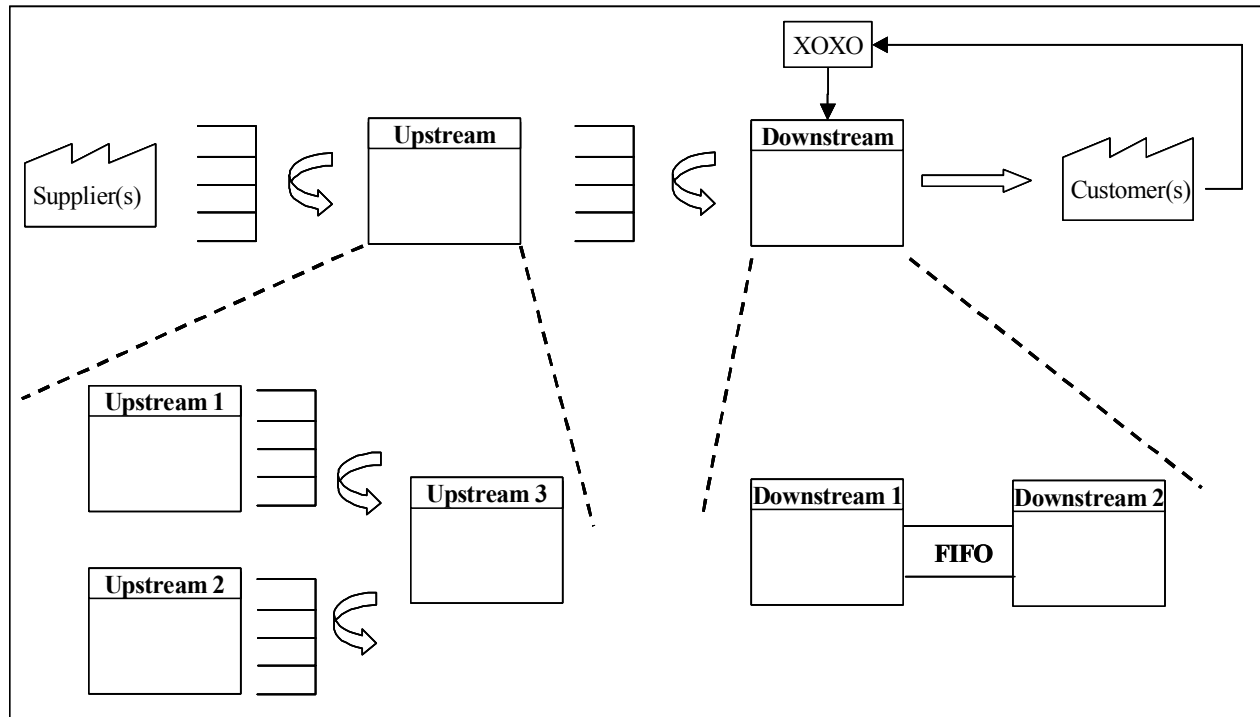 XOXO
Upstream
Downstream
Supplier(s)
Customer(s)
Upstream 1
Upstream 3
Downstream 1
Downstream 2
FIFO
Upstream 2